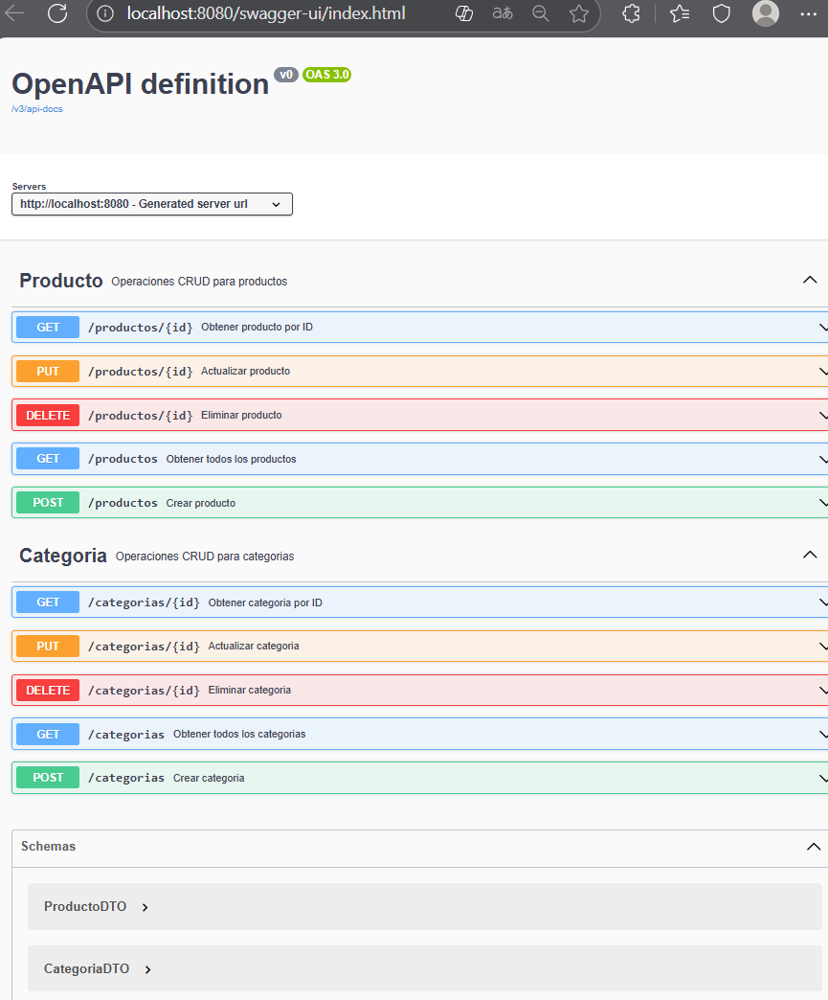 localhost:8080/swagger-ui/index.html
OpenAPI definition v0 OAS 3.0
/v3/api-docs
Servers
http://localhost:8080 - Generated server url
Producto Operaciones CRUD para productos
GET /productos/{id} Obtener producto por ID
PUT /productos/{id} Actualizar producto
DELETE /productos/{id} Eliminar producto
GET /productos Obtener todos los productos
POST /productos Crear producto
Categoria Operaciones CRUD para categorias
GET /categorias/{id} Obtener categoria por ID
PUT /categorias/{id} Actualizar categoria
DELETE /categorias/{id} Eliminar categoria
GET /categorias Obtener todos los categorias
POST /categorias Crear categoria
Schemas
ProductoDTO
CategoriaDTO